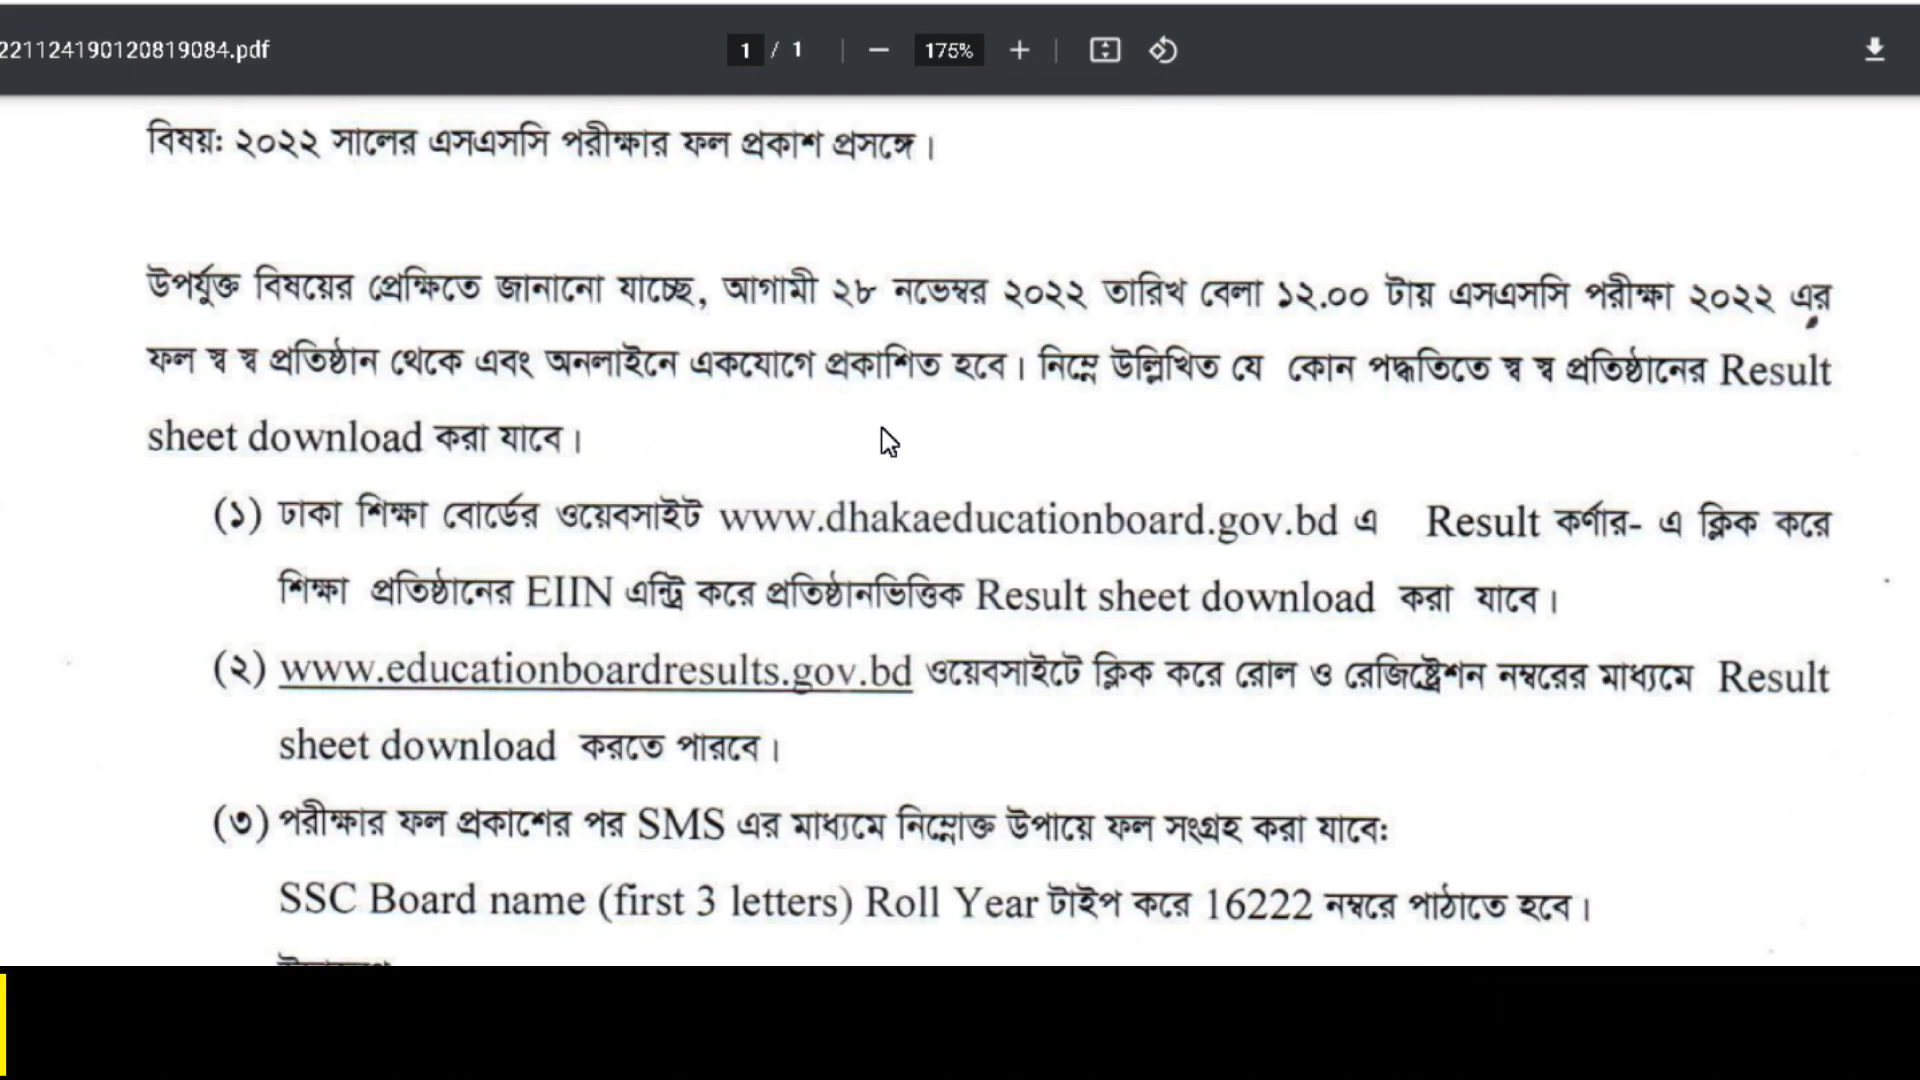 221124190120819084.pdf 1 / 1 175%
বিষয়ঃ ২০২২ সালের এসএসসি পরীক্ষার ফল প্রকাশ প্রসঙ্গে।
উপর্যুক্ত বিষয়ের প্রেক্ষিতে জানানো যাচ্ছে, আগামী ২৮ নভেম্বর ২০২২ তারিখ বেলা ১২.০০ টায় এসএসসি পরীক্ষা ২০২২ এর
ফল স্ব স্ব প্রতিষ্ঠান থেকে এবং অনলাইনে একযোগে প্রকাশিত হবে। নিম্নে উল্লিখিত যে কোন পদ্ধতিতে স্ব স্ব প্রতিষ্ঠানের Result
sheet download করা যাবে।
(১) ঢাকা শিক্ষা বোর্ডের ওয়েবসাইট www.dhakaeducationboard.gov.bd এ Result কর্ণার- এ ক্লিক করে
শিক্ষা প্রতিষ্ঠানের EIIN এন্ট্রি করে প্রতিষ্ঠানভিত্তিক Result sheet download করা যাবে।
(২) www.educationboardresults.gov.bd ওয়েবসাইটে ক্লিক করে রোল ও রেজিষ্ট্রেশন নম্বরের মাধ্যমে Result
sheet download করতে পারবে।
(৩) পরীক্ষার ফল প্রকাশের পর SMS এর মাধ্যমে নিম্নোক্ত উপায়ে ফল সংগ্রহ করা যাবেঃ
SSC Board name (first 3 letters) Roll Year টাইপ করে 16222 নম্বরে পাঠাতে হবে।